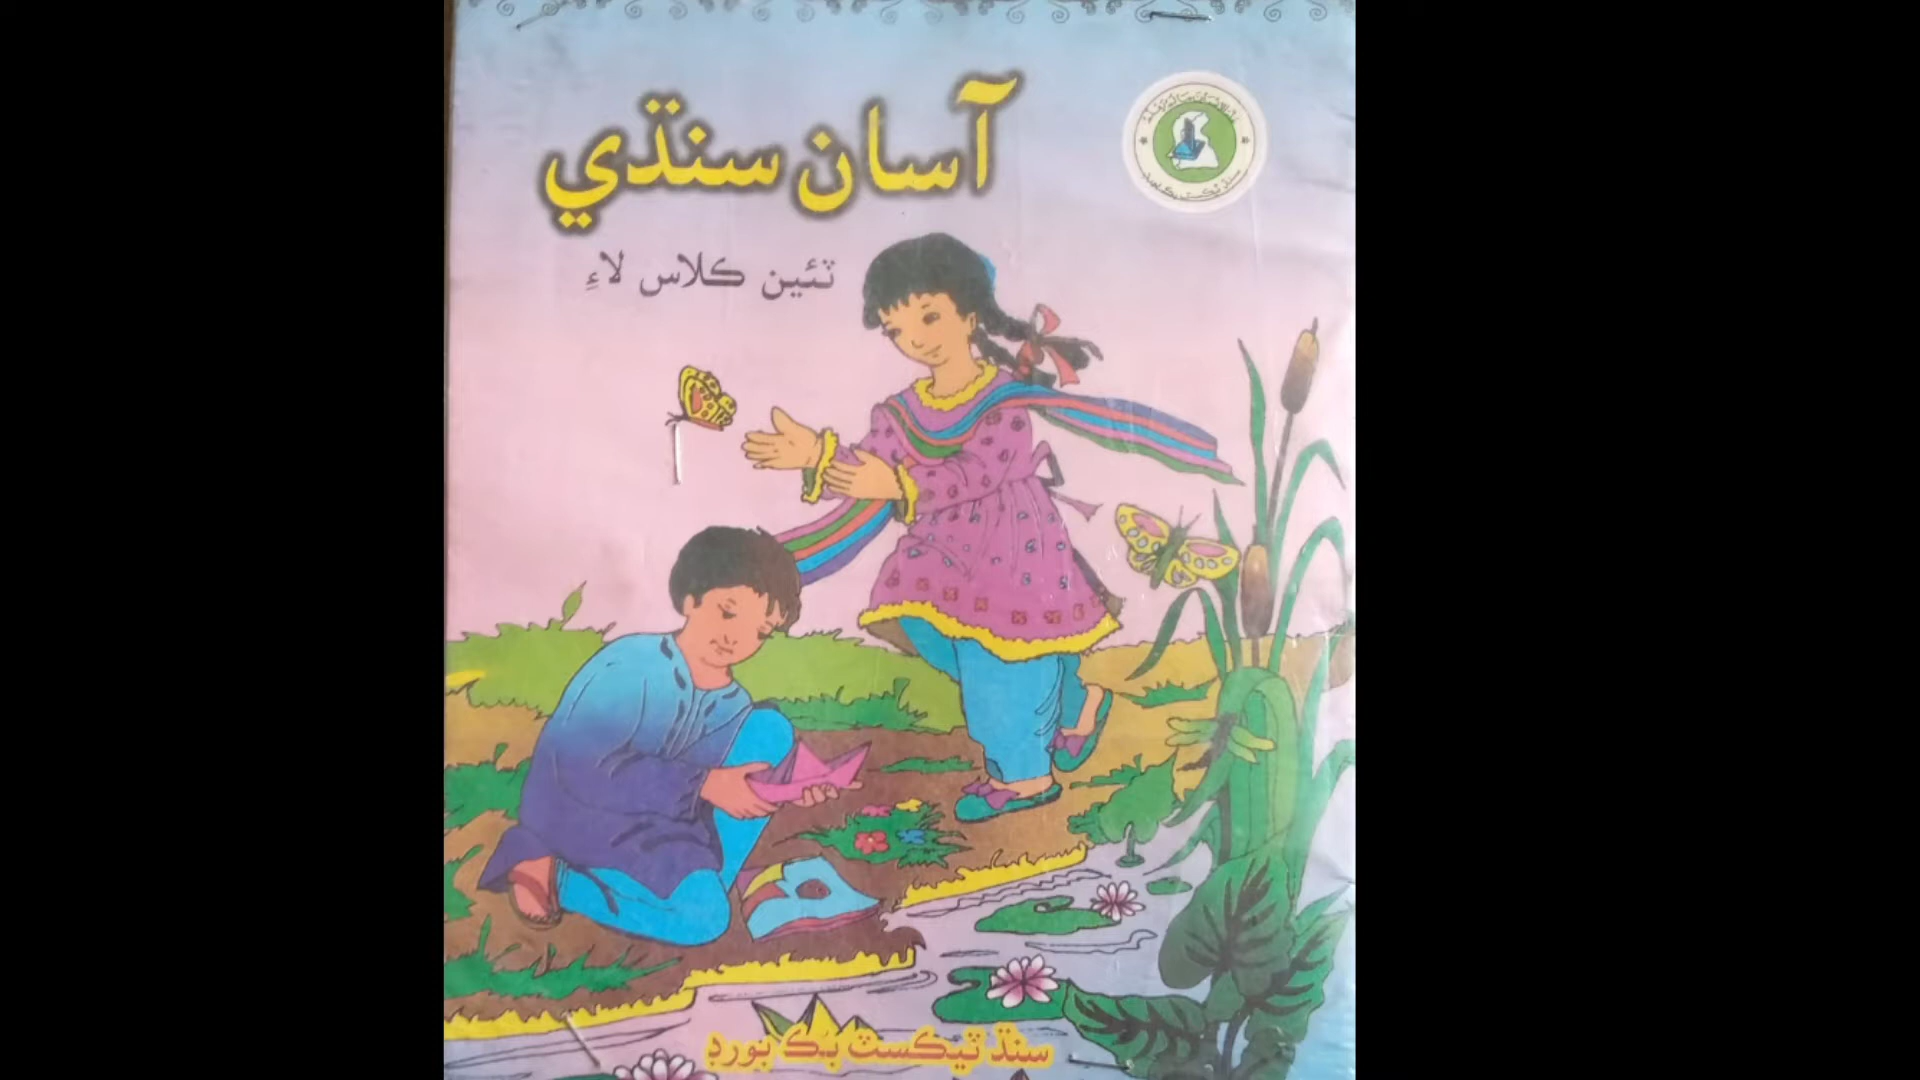 آسان سنڌي
ٽئين ڪلاس لاءِ
سنڌ ٽيڪسٽ بڪ بورڊ